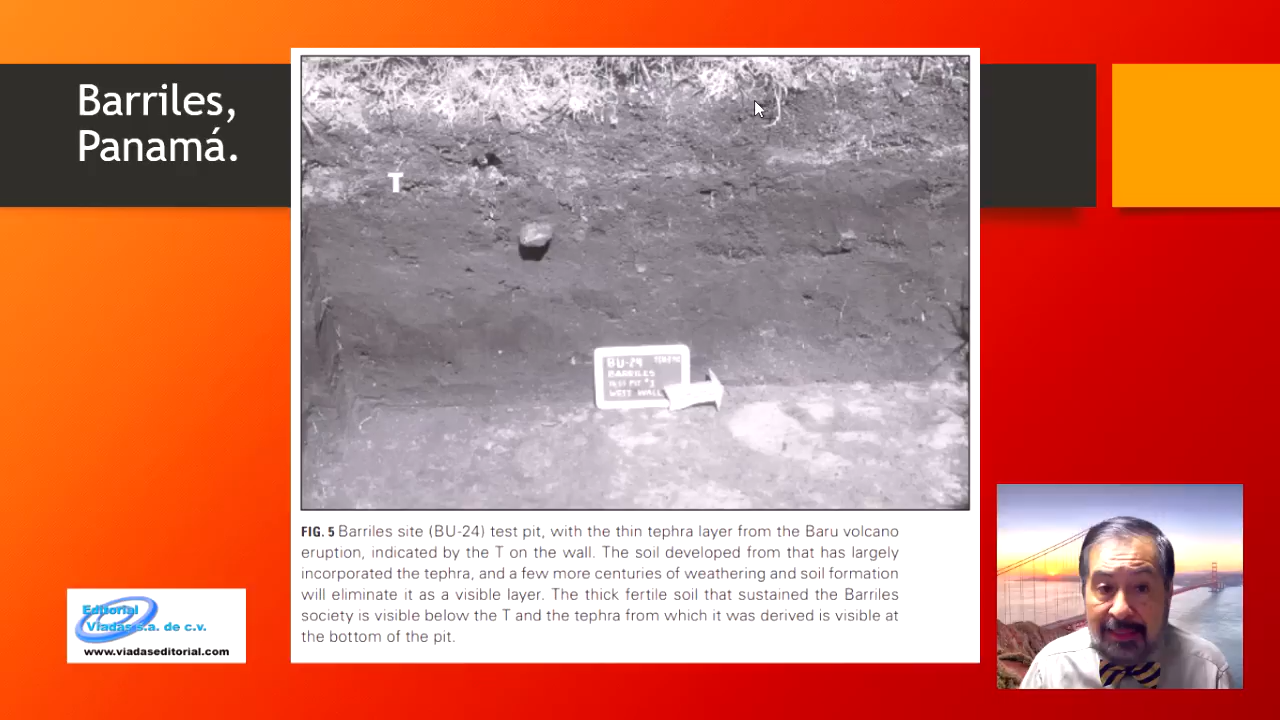 Barriles,
Panamá.
T
BU-24
BARRILES
TEST PIT #3
WEST WALL
FIG. 5 Barriles site (BU-24) test pit, with the thin tephra layer from the Baru volcano
eruption, indicated by the T on the wall. The soil developed from that has largely
incorporated the tephra, and a few more centuries of weathering and soil formation
will eliminate it as a visible layer. The thick fertile soil that sustained the Barriles
society is visible below the T and the tephra from which it was derived is visible at
the bottom of the pit.
Editorial
Viadas s.a. de c.v.
www.viadaseditorial.com